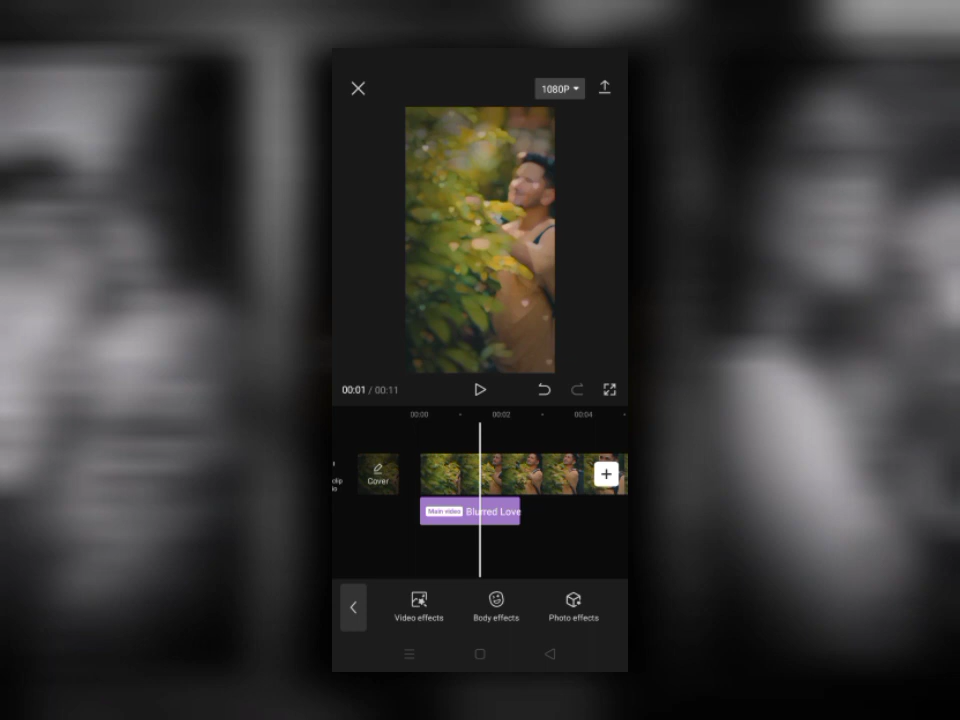 1080P
00:01 / 00:11
00:00
00:02
00:04
clip
Cover
Main video
Blurred Love
Video effects
Body effects
Photo effects